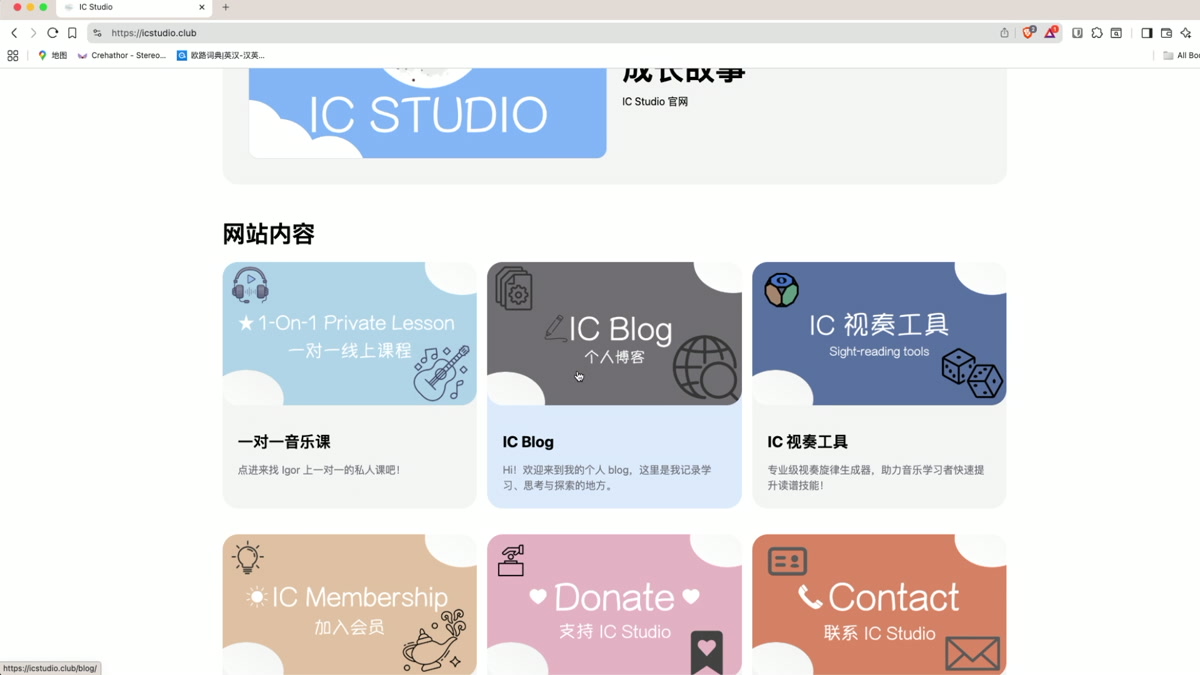 IC Studio
https://icstudio.club
地图
Crehathor - Stereo...
欧路词典|英汉-汉英...
All Boo
成长故事
IC STUDIO
IC Studio 官网
网站内容
★1-On-1 Private Lesson
一对一线上课程
IC Blog
个人博客
IC 视奏工具
Sight-reading tools
一对一音乐课
点进来找 Igor 上一对一的私人课吧！
IC Blog
Hi！欢迎来到我的个人 blog，这里是我记录学
习、思考与探索的地方。
IC 视奏工具
专业级视奏旋律生成器，助力音乐学习者快速提
升读谱技能！
IC Membership
加入会员
Donate
支持 IC Studio
Contact
联系 IC Studio
https://icstudio.club/blog/